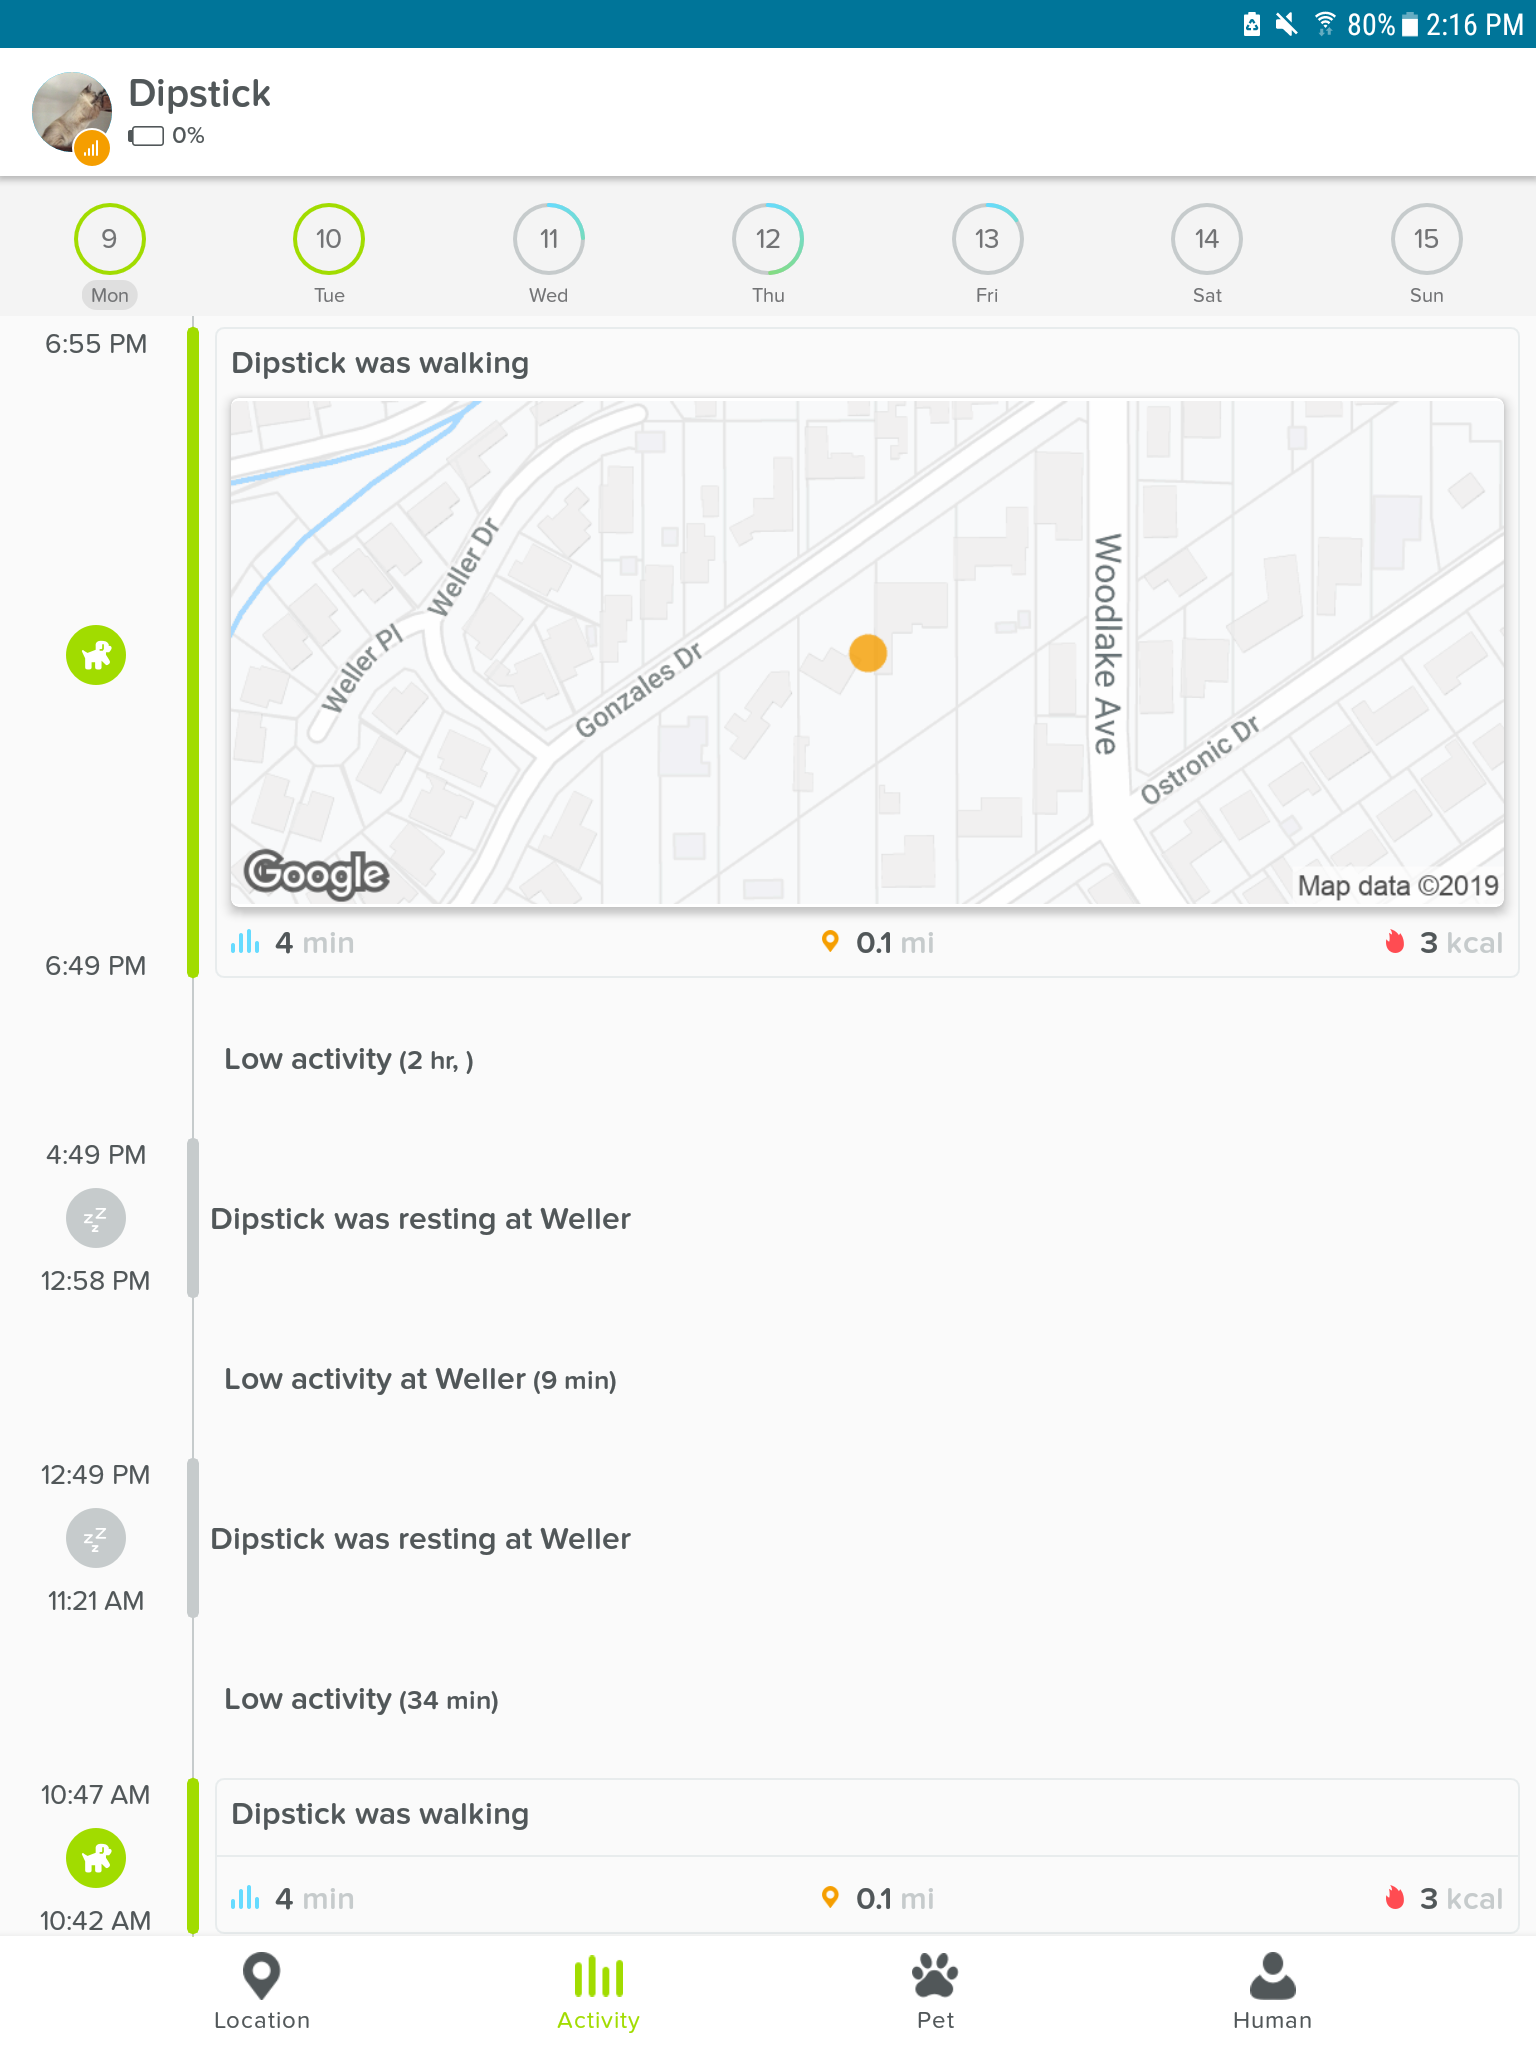 80% 2:16 PM
Dipstick
0%
9 10 11 12 13 14 15
Mon Tue Wed Thu Fri Sat Sun
6:55 PM
Dipstick was walking
Weller Dr
Weller Pl
Gonzales Dr
Woodlake Ave
Ostronic Dr
Google
Map data ©2019
4 min 0.1 mi 3 kcal
6:49 PM
Low activity (2 hr, )
4:49 PM
zZz
Dipstick was resting at Weller
12:58 PM
Low activity at Weller (9 min)
12:49 PM
zZz
Dipstick was resting at Weller
11:21 AM
Low activity (34 min)
10:47 AM
Dipstick was walking
4 min 0.1 mi 3 kcal
10:42 AM
Location Activity Pet Human